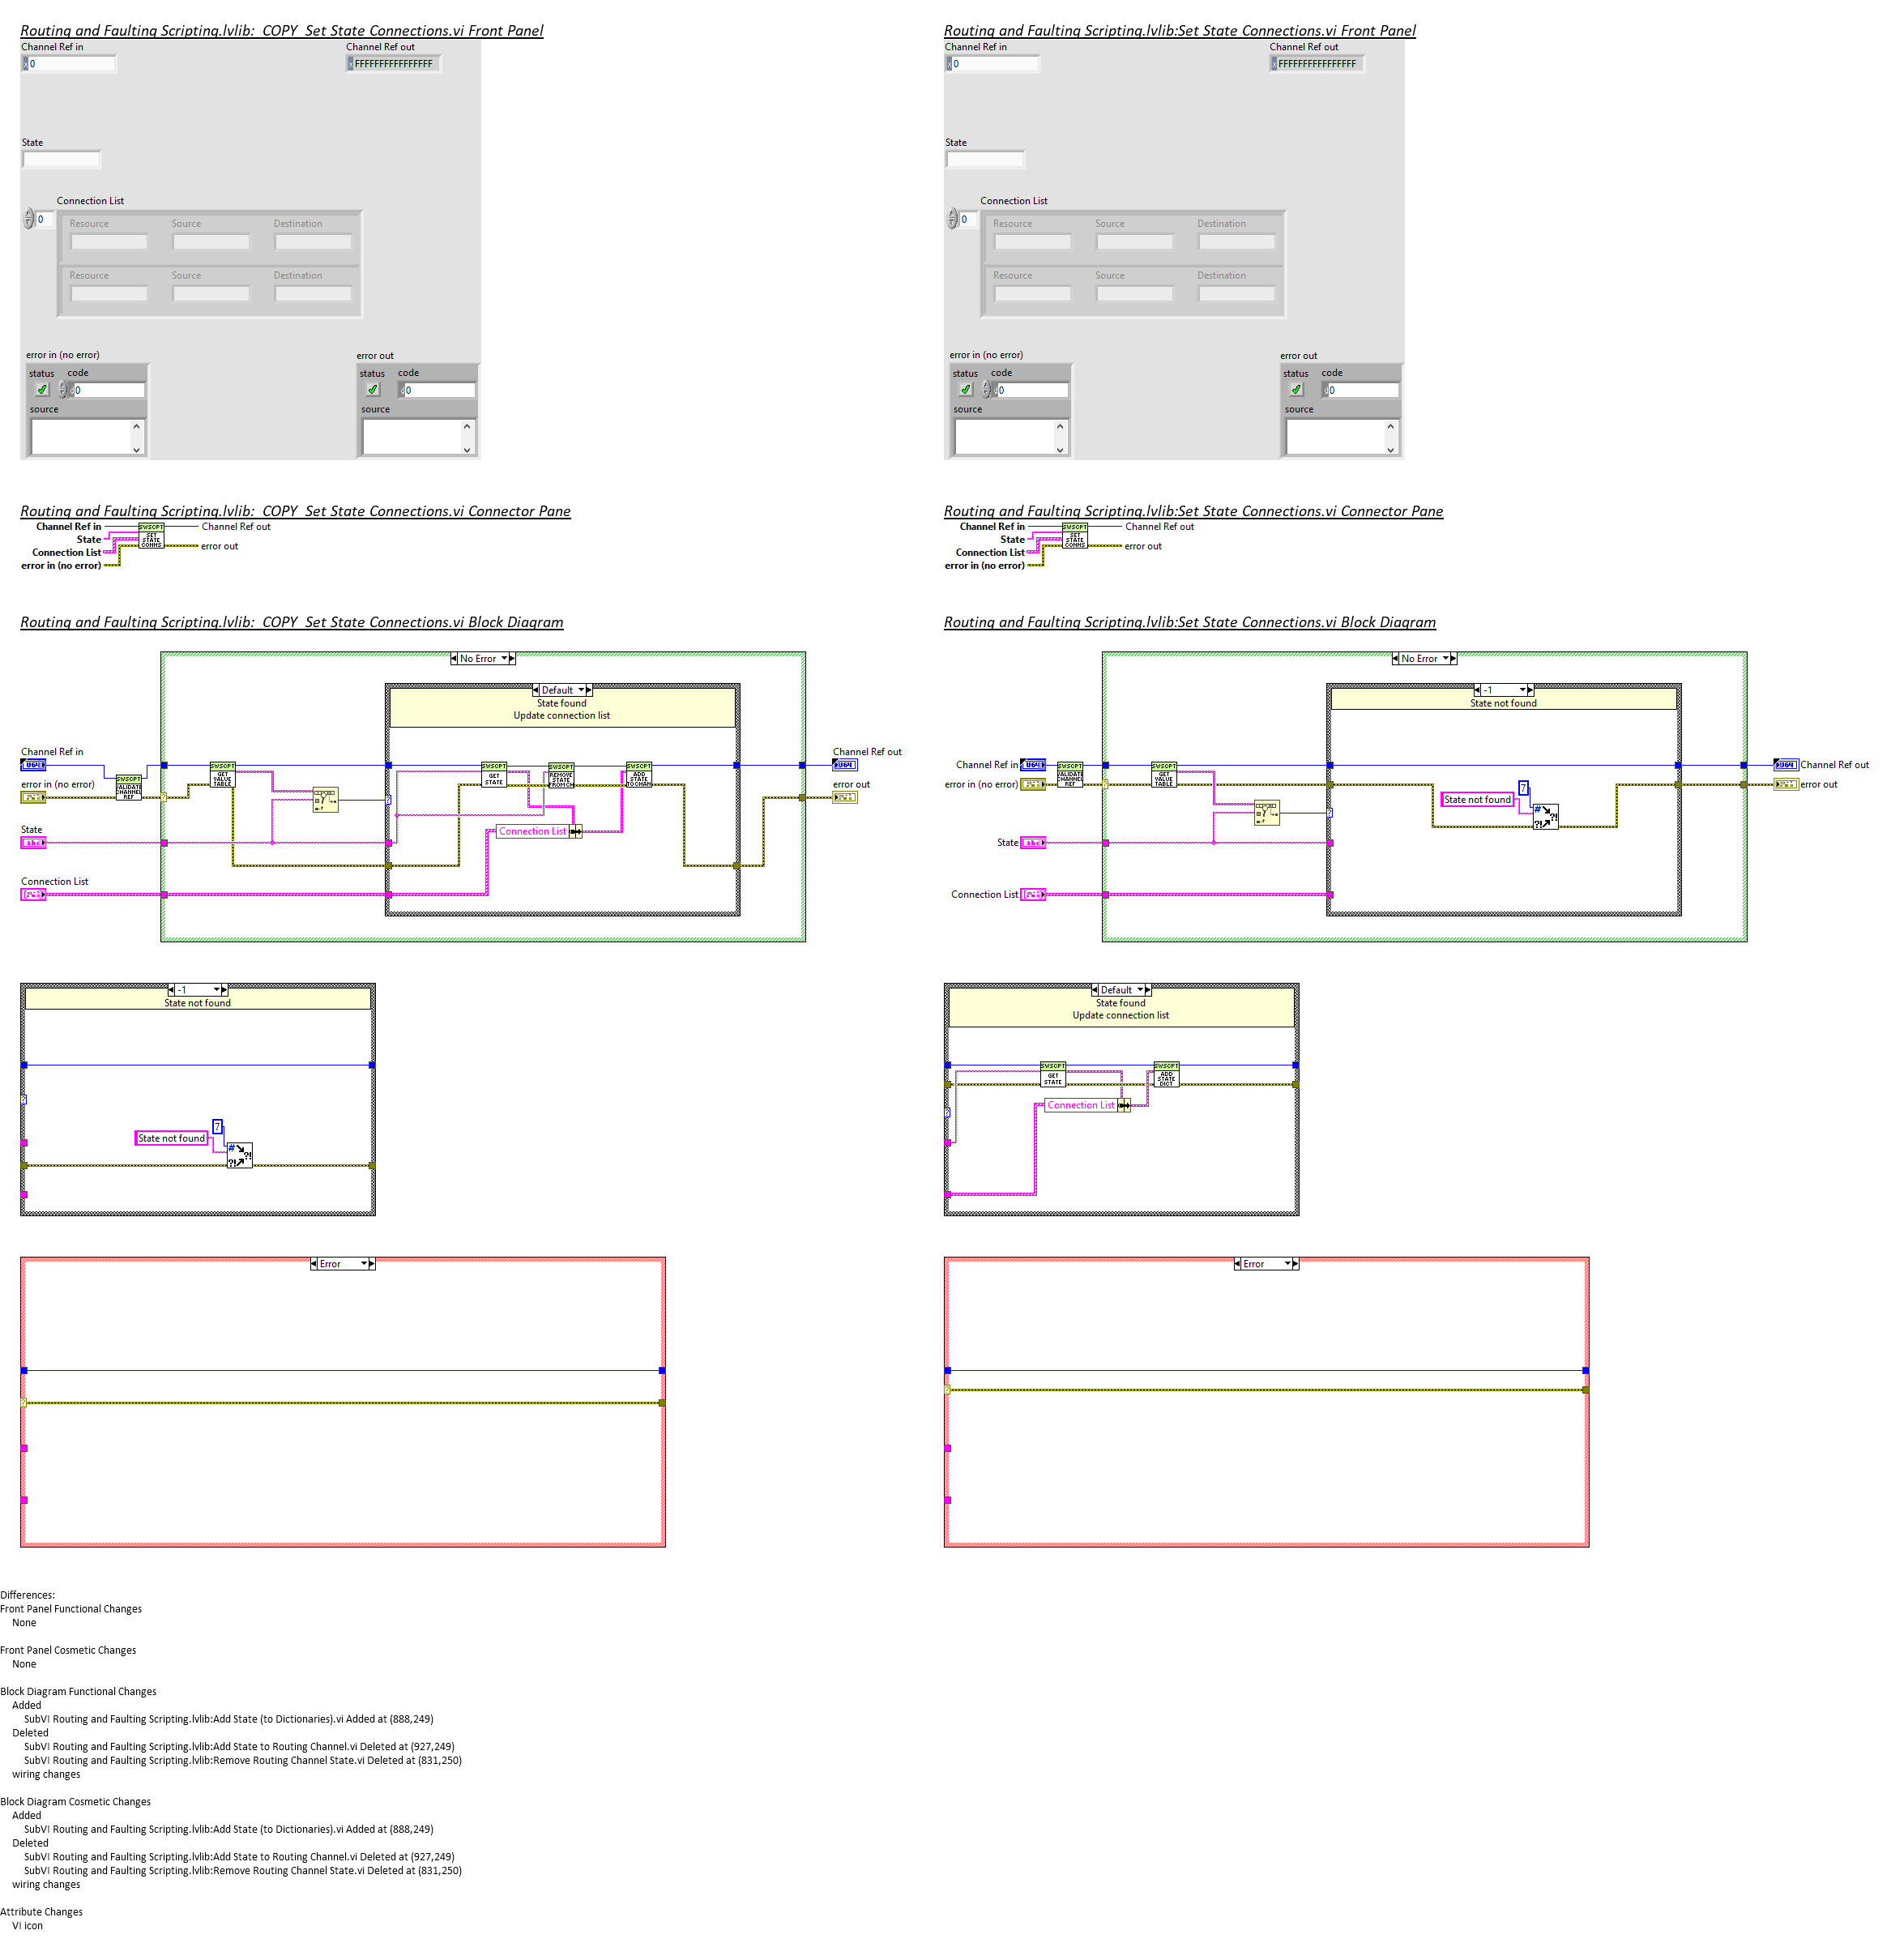 Routing and Faulting Scripting.lvlib:_COPY_Set State Connections.vi Front Panel
Channel Ref in
Channel Ref out
x 0
x FFFFFFFFFFFFFFFF
State
Connection List
0
Resource Source Destination
Resource Source Destination
error in (no error)
error out
status code
status code
0
d 0
source
source
Routing and Faulting Scripting.lvlib:Set State Connections.vi Front Panel
Channel Ref in
Channel Ref out
x 0
x FFFFFFFFFFFFFFFF
State
Connection List
0
Resource Source Destination
Resource Source Destination
error in (no error)
error out
status code
status code
0
d 0
source
source
Routing and Faulting Scripting.lvlib:_COPY_Set State Connections.vi Connector Pane
Channel Ref in
State
Connection List
error in (no error)
SWSCPT
SET
STATE
CONNS
Channel Ref out
error out
Routing and Faulting Scripting.lvlib:Set State Connections.vi Connector Pane
Channel Ref in
State
Connection List
error in (no error)
SWSCPT
SET
STATE
CONNS
Channel Ref out
error out
Routing and Faulting Scripting.lvlib:_COPY_Set State Connections.vi Block Diagram
No Error
Default
State found
Update connection list
Channel Ref in
U64
error in (no error)
SWSCPT
VALIDATE
CHANNEL
REF
SWSCPT
GET
VALUE
TABLE
SWSCPT
GET
STATE
SWSCPT
REMOVE
STATE
FROMCH
SWSCPT
ADD
STATE
TOCHAN
Channel Ref out
U64
error out
State
abc
Connection List
Connection List
-1
State not found
7
State not found
Error
Routing and Faulting Scripting.lvlib:Set State Connections.vi Block Diagram
No Error
-1
State not found
Channel Ref in
U64
error in (no error)
SWSCPT
VALIDATE
CHANNEL
REF
SWSCPT
GET
VALUE
TABLE
7
State not found
U64
Channel Ref out
error out
State
abc
Connection List
Default
State found
Update connection list
SWSCPT
GET
STATE
SWSCPT
ADD
STATE
DICT
Connection List
Error
Differences:
Front Panel Functional Changes
None
Front Panel Cosmetic Changes
None
Block Diagram Functional Changes
Added
SubVI Routing and Faulting Scripting.lvlib:Add State (to Dictionaries).vi Added at (888,249)
Deleted
SubVI Routing and Faulting Scripting.lvlib:Add State to Routing Channel.vi Deleted at (927,249)
SubVI Routing and Faulting Scripting.lvlib:Remove Routing Channel State.vi Deleted at (831,250)
wiring changes
Block Diagram Cosmetic Changes
Added
SubVI Routing and Faulting Scripting.lvlib:Add State (to Dictionaries).vi Added at (888,249)
Deleted
SubVI Routing and Faulting Scripting.lvlib:Add State to Routing Channel.vi Deleted at (927,249)
SubVI Routing and Faulting Scripting.lvlib:Remove Routing Channel State.vi Deleted at (831,250)
wiring changes
Attribute Changes
VI icon